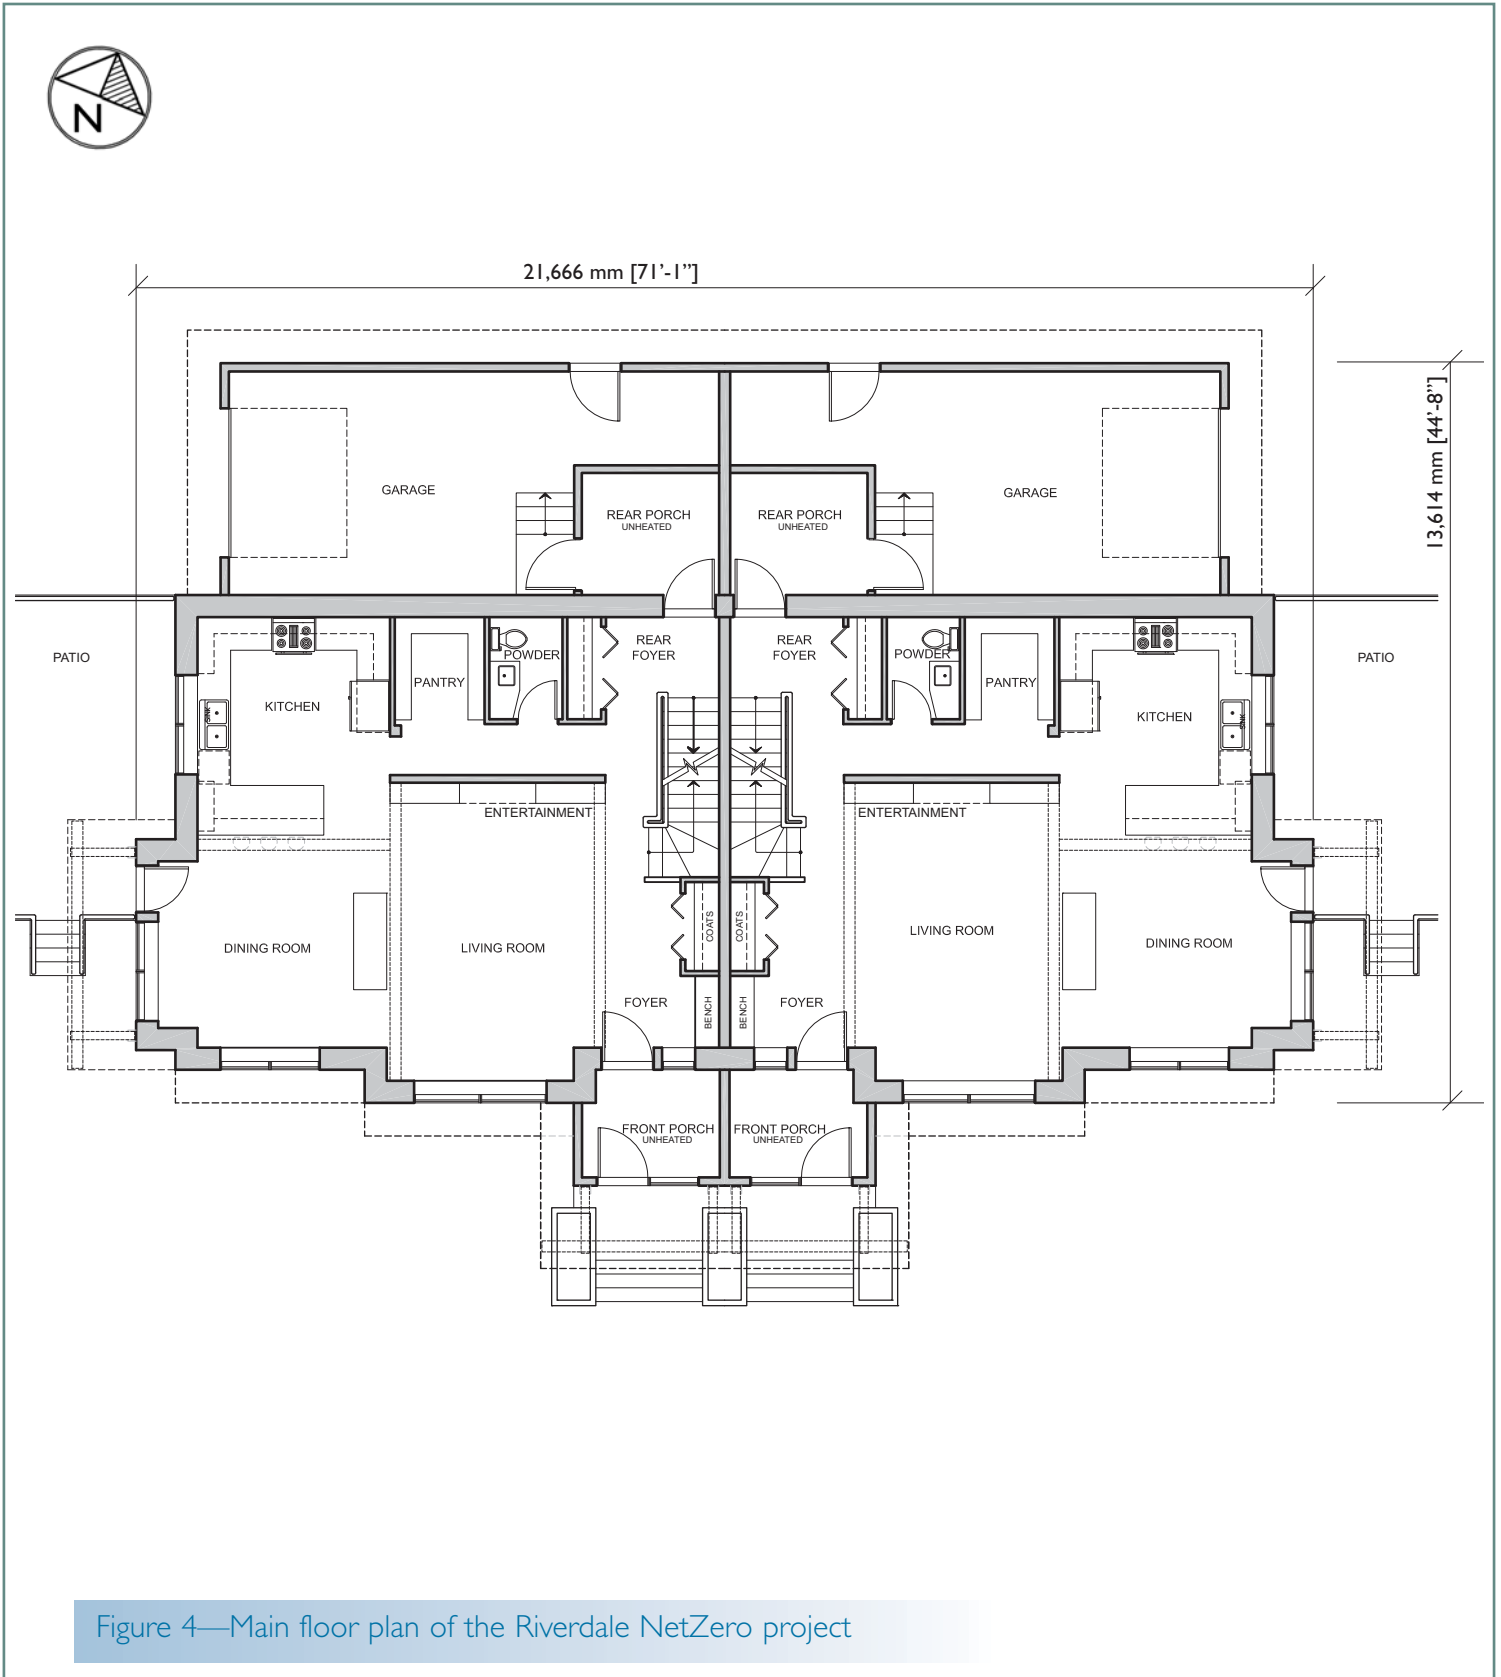 N
21,666 mm [71'-1”]
13,614 mm [44'-8”]
GARAGE
GARAGE
REAR PORCH
UNHEATED
REAR PORCH
UNHEATED
PATIO
KITCHEN
SINK
PANTRY
POWDER
REAR
FOYER
REAR
FOYER
POWDER
PANTRY
KITCHEN
SINK
PATIO
ENTERTAINMENT
ENTERTAINMENT
DINING ROOM
LIVING ROOM
COATS
COATS
LIVING ROOM
DINING ROOM
FOYER
BENCH
BENCH
FOYER
FRONT PORCH
UNHEATED
FRONT PORCH
UNHEATED
Figure 4—Main floor plan of the Riverdale NetZero project